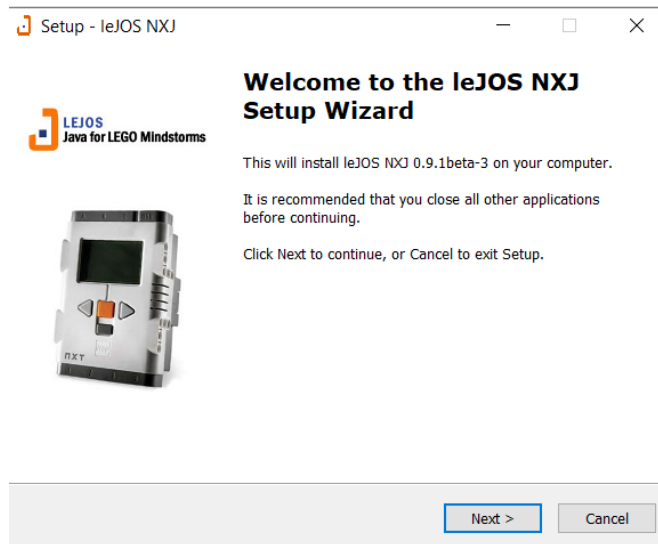 Setup - leJOS NXJ
Welcome to the leJOS NXJ
Setup Wizard
LEJOS
Java for LEGO Mindstorms
This will install leJOS NXJ 0.9.1beta-3 on your computer.
It is recommended that you close all other applications
before continuing.
Click Next to continue, or Cancel to exit Setup.
NXT
Next >
Cancel